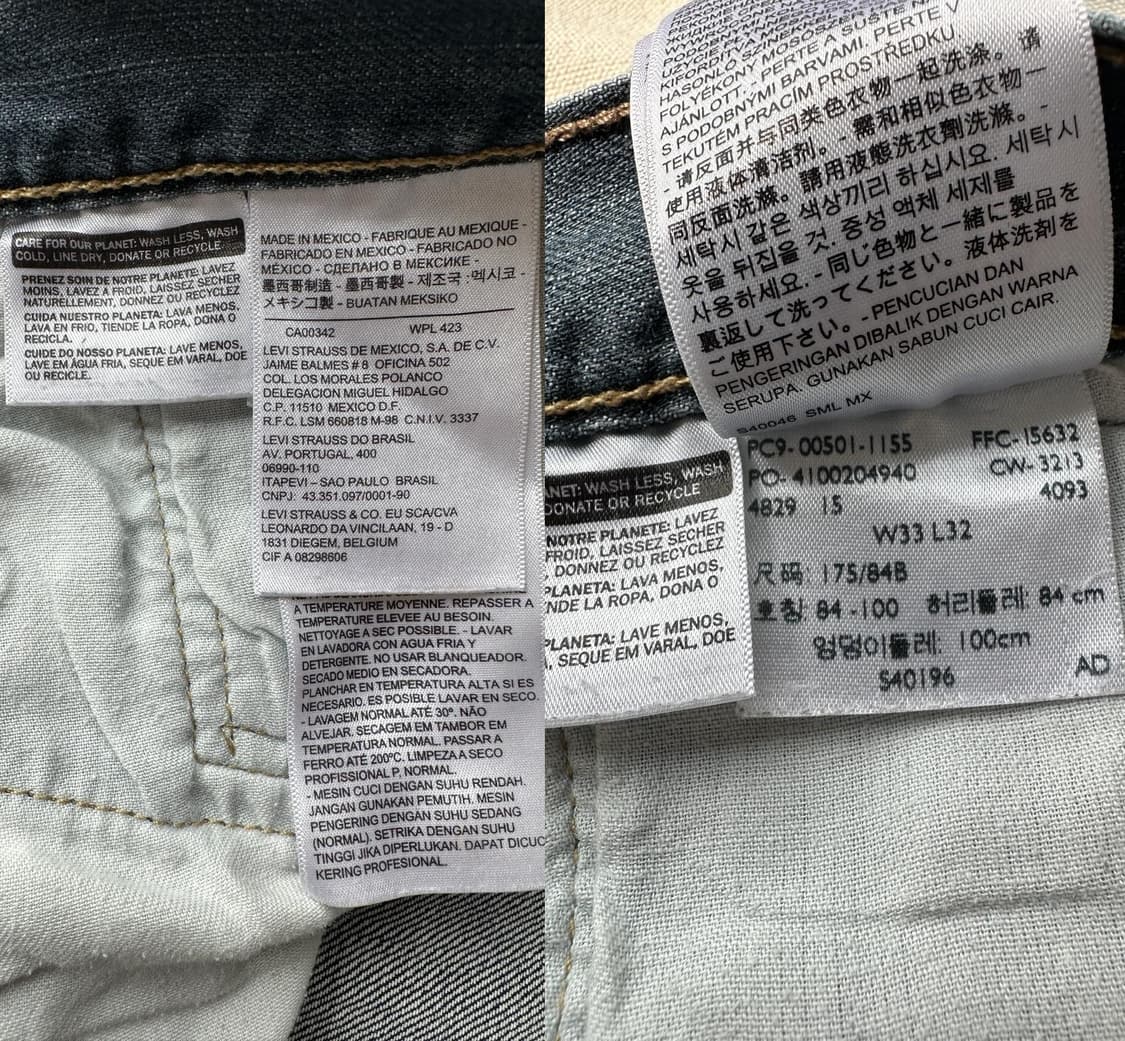 CARE FOR OUR PLANET: WASH LESS, WASH
COLD, LINE DRY, DONATE OR RECYCLE.
PRENEZ SOIN DE NOTRE PLANETE: LAVEZ
MOINS, LAVEZ A FROID, LAISSEZ SECHER
NATURELLEMENT, DONNEZ OU RECYCLEZ
CUIDA NUESTRO PLANETA: LAVA MENOS,
LAVA EN FRIO, TIENDE LA ROPA, DONA O
RECICLA.
CUIDE DO NOSSO PLANETA: LAVE MENOS,
LAVE EM ÁGUA FRIA, SEQUE EM VARAL, DOE
OU RECICLE.
MADE IN MEXICO - FABRIQUE AU MEXIQUE -
FABRICADO EN MEXICO - FABRICADO NO
MÉXICO - СДЕЛАНО В МЕКСИКЕ -
墨西哥制造 - 墨西哥製 - 제조국 -멕시코 -
メキシコ製 - BUATAN MEKSIKO
CA00342 WPL 423
LEVI STRAUSS DE MEXICO, S.A. DE C.V.
JAIME BALMES # 8 OFICINA 502
COL. LOS MORALES POLANCO
DELEGACION MIGUEL HIDALGO
C.P. 11510 MEXICO D.F.
R.F.C. LSM 660818 M-98 C.N.I.V. 3337
LEVI STRAUSS DO BRASIL
AV. PORTUGAL, 400
06990-110
ITAPEVI – SAO PAULO BRASIL
CNPJ: 43.351.097/0001-90
LEVI STRAUSS & CO. EU SCA/CVA
LEONARDO DA VINCILAAN, 19 - D
1831 DIEGEM, BELGIUM
CIF A 08298606
A TEMPERATURE MOYENNE. REPASSER A
TEMPERATURE ELEVEE AU BESOIN.
NETTOYAGE A SEC POSSIBLE. - LAVAR
EN LAVADORA CON AGUA FRIA Y
DETERGENTE. NO USAR BLANQUEADOR.
SECADO MEDIO EN SECADORA.
PLANCHAR EN TEMPERATURA ALTA SI ES
NECESARIO. ES POSIBLE LAVAR EN SECO.
- LAVAGEM NORMAL ATÉ 30º. NÃO
ALVEJAR. SECAGEM EM TAMBOR EM
TEMPERATURA NORMAL. PASSAR A
FERRO ATÉ 200ºC. LIMPEZA A SECO
PROFISSIONAL P, NORMAL.
- MESIN CUCI DENGAN SUHU RENDAH.
JANGAN GUNAKAN PEMUTIH. MESIN
PENGERING DENGAN SUHU SEDANG
(NORMAL). SETRIKA DENGAN SUHU
TINGGI JIKA DIPERLUKAN. DAPAT DICUC
KERING PROFESIONAL.
KIFORDÍTVA
HASONLÓ SZÍNGEK MOSÓSZER
FOLYÉKONY PERTE V
AJÁNLOTT. PERTE
S PODOBNÝMI BARVAMI.
TEKUTÉM PRACÍM PROSTŘEDKU.
- 请反面并与同类色衣物一起洗涤。请
使用液体清洁剂。需和相似色衣物一
同反面洗滌。請用液態洗衣劑洗滌。 -
세탁시 같은 색상끼리 하십시요. 세탁시
옷을 뒤집을 것. 중성 액체 세제를
사용하세요. - 同じ色物と一緒に製品を
裏返して洗ってください。液体洗剤を
ご使用下さい。- PENCUCIAN DAN
PENGERINGAN DIBALIK DENGAN WARNA
SERUPA. GUNAKAN SABUN CUCI CAIR.
S40046 SML MX
NET: WASH LESS, WASH
DONATE OR RECYCLE
NOTRE PLANETE: LAVEZ
FROID, LAISSEZ SECHER
, DONNEZ OU RECYCLEZ
PLANETA: LAVA MENOS,
NDE LA ROPA, DONA O
PLANETA: LAVE MENOS,
, SEQUE EM VARAL, DOE
PC9-00501-1155 FFC-15632
PO-4100204940 CW-3213
4829 15 4093
W33 L32
尺码 175/84B
호칭 84-100 허리둘레: 84 cm
엉덩이둘레: 100cm
S40196 AD